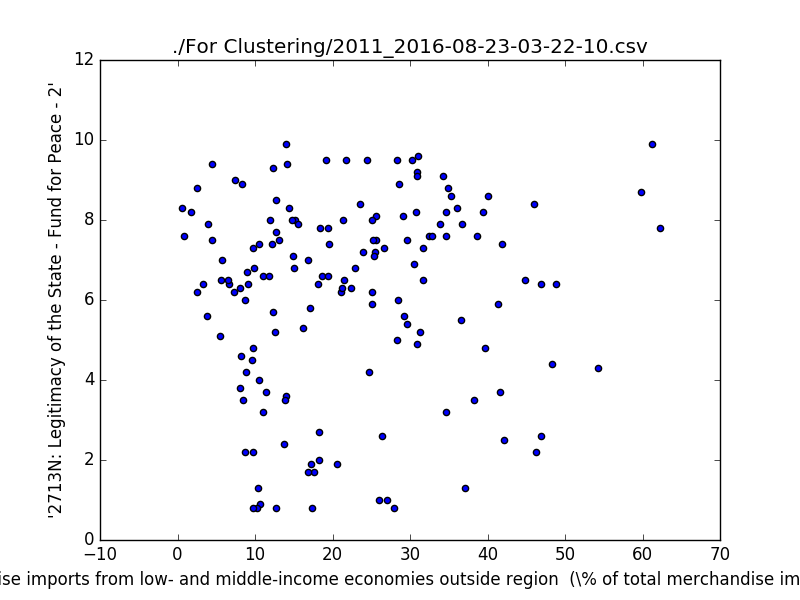 ./For Clustering/2011_2016-08-23-03-22-10.csv
'2713N: Legitimacy of the State - Fund for Peace - 2'
12
10
8
6
4
2
0
−10 0 10 20 30 40 50 60 70
imports from low- and middle-income economies outside region (\% of total merchandise